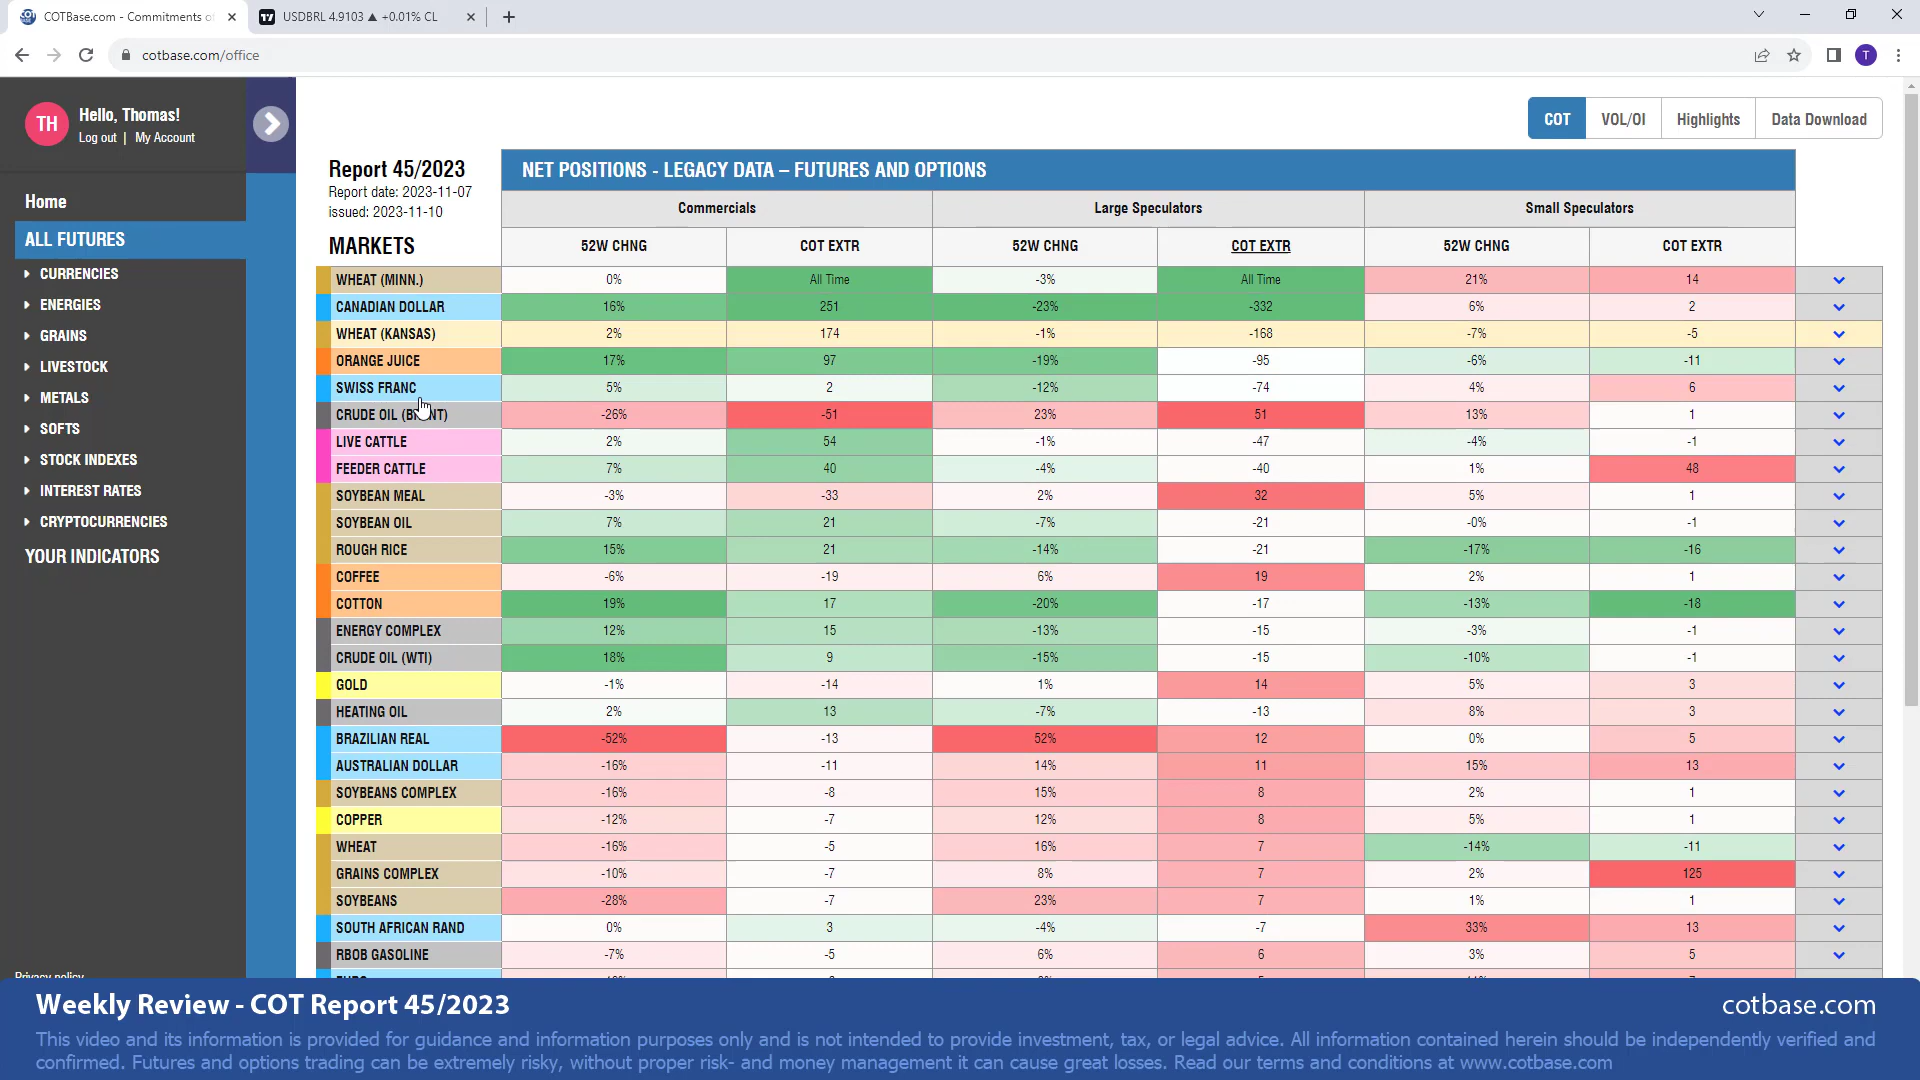 COTBase.com - Commitments of
USDBRL 4.9103 ▲ +0.01% CL
cotbase.com/office
T
TH
Hello, Thomas!
Log out | My Account
Home
ALL FUTURES
CURRENCIES
ENERGIES
GRAINS
LIVESTOCK
METALS
SOFTS
STOCK INDEXES
INTEREST RATES
CRYPTOCURRENCIES
YOUR INDICATORS
Privacy policy
COT VOL/OI Highlights Data Download
Report 45/2023
Report date: 2023-11-07
issued: 2023-11-10
MARKETS
NET POSITIONS - LEGACY DATA – FUTURES AND OPTIONS
Commercials Large Speculators Small Speculators
52W CHNG COT EXTR 52W CHNG COT EXTR 52W CHNG COT EXTR
WHEAT (MINN.) 0% All Time -3% All Time 21% 14
CANADIAN DOLLAR 16% 251 -23% -332 6% 2
WHEAT (KANSAS) 2% 174 -1% -168 -7% -5
ORANGE JUICE 17% 97 -19% -95 -6% -11
SWISS FRANC 5% 2 -12% -74 4% 6
CRUDE OIL (BRENT) -26% -51 23% 51 13% 1
LIVE CATTLE 2% 54 -1% -47 -4% -1
FEEDER CATTLE 7% 40 -4% -40 1% 48
SOYBEAN MEAL -3% -33 2% 32 5% 1
SOYBEAN OIL 7% 21 -7% -21 -0% -1
ROUGH RICE 15% 21 -14% -21 -17% -16
COFFEE -6% -19 6% 19 2% 1
COTTON 19% 17 -20% -17 -13% -18
ENERGY COMPLEX 12% 15 -13% -15 -3% -1
CRUDE OIL (WTI) 18% 9 -15% -15 -10% -1
GOLD -1% -14 1% 14 5% 3
HEATING OIL 2% 13 -7% -13 8% 3
BRAZILIAN REAL -52% -13 52% 12 0% 5
AUSTRALIAN DOLLAR -16% -11 14% 11 15% 13
SOYBEANS COMPLEX -16% -8 15% 8 2% 1
COPPER -12% -7 12% 8 5% 1
WHEAT -16% -5 16% 7 -14% -11
GRAINS COMPLEX -10% -7 8% 7 2% 125
SOYBEANS -28% -7 23% 7 1% 1
SOUTH AFRICAN RAND 0% 3 -4% -7 33% 13
RBOB GASOLINE -7% -5 6% 6 3% 5
Weekly Review - COT Report 45/2023
cotbase.com
This video and its information is provided for guidance and information purposes only and is not intended to provide investment, tax, or legal advice. All information contained herein should be independently verified and
confirmed. Futures and options trading can be extremely risky, without proper risk- and money management it can cause great losses. Read our terms and conditions at www.cotbase.com